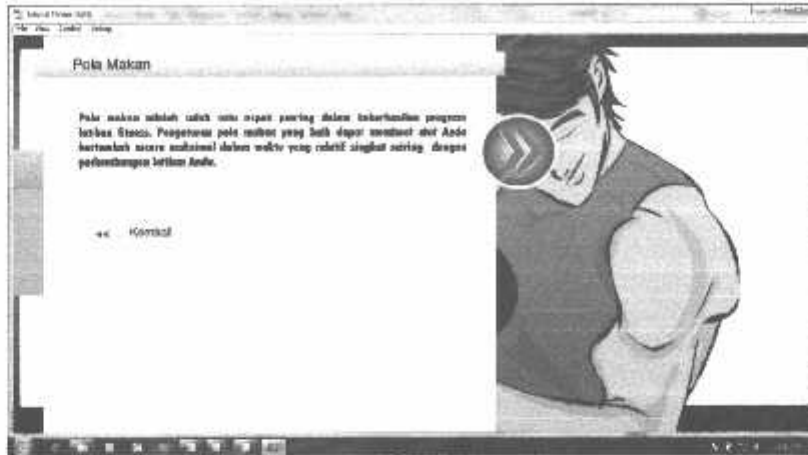 Pola Makan
Pola makan adalah salah satu aspek penting dalam keberhasilan program
latihan fitness. Pengaturan pola makan yang baik dapat membuat otot Anda
bertambah secara maksimal dalam waktu yang relatif singkat seiring dengan
perkembangan latihan Anda.
<< Kembali